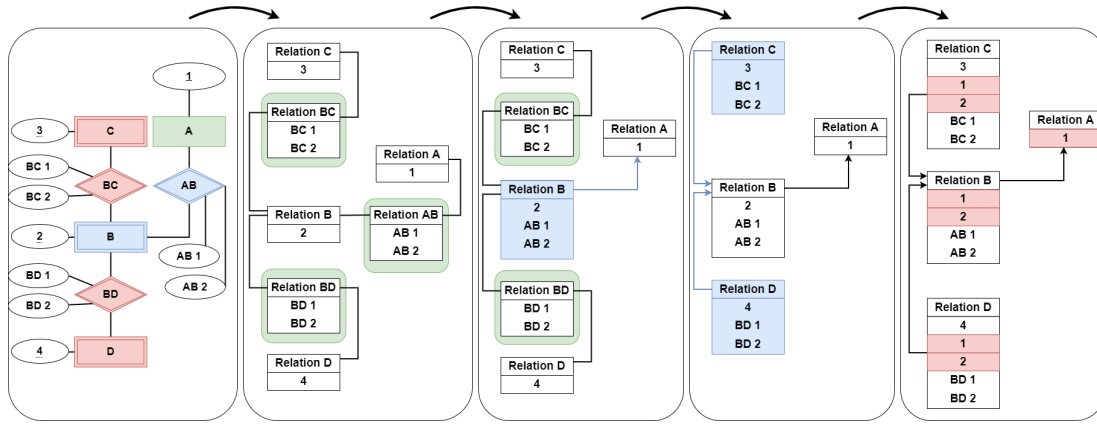 1
3
C
A
BC 1
BC
AB
BC 2
2
B
AB 1
BD 1
BD
AB 2
BD 2
4
D
Relation C
3
Relation BC
BC 1
BC 2
Relation A
1
Relation B
2
Relation AB
AB 1
AB 2
Relation BD
BD 1
BD 2
Relation D
4
Relation C
3
Relation BC
BC 1
BC 2
Relation A
1
Relation B
2
AB 1
AB 2
Relation BD
BD 1
BD 2
Relation D
4
Relation C
3
BC 1
BC 2
Relation A
1
Relation B
2
AB 1
AB 2
Relation D
4
BD 1
BD 2
Relation C
3
1
2
BC 1
BC 2
Relation A
1
Relation B
1
2
AB 1
AB 2
Relation D
4
1
2
BD 1
BD 2